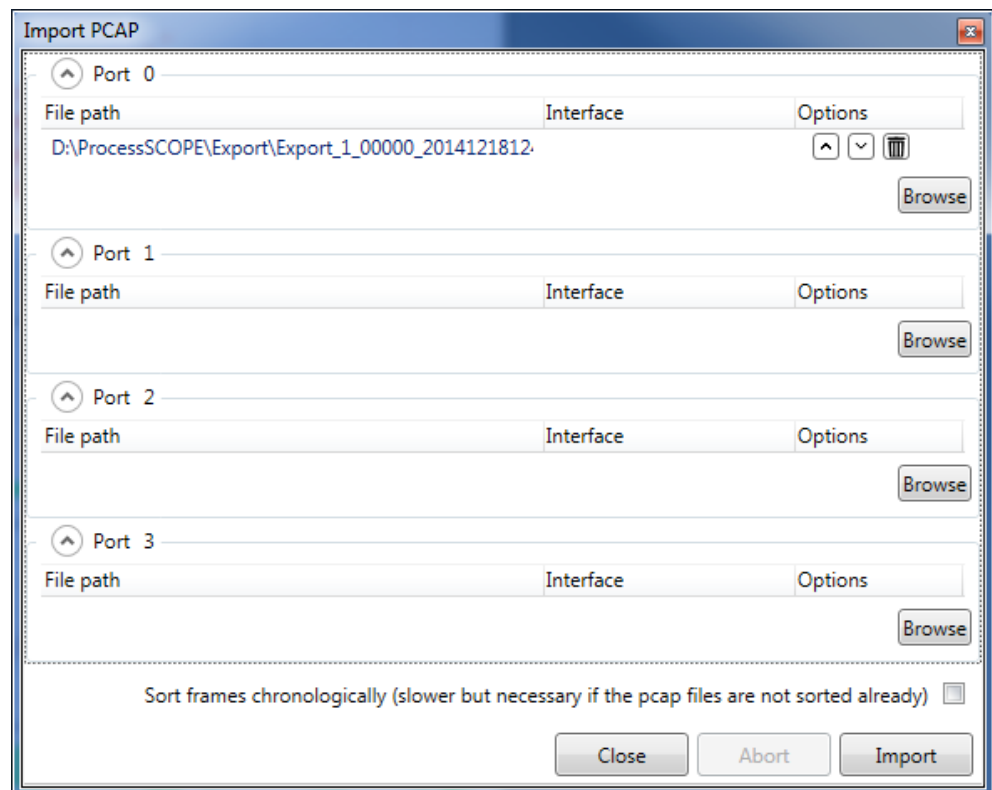 Import PCAP
Port 0
File path Interface Options
D:\ProcessSCOPE\Export\Export_1_00000_2014121812
Browse
Port 1
File path Interface Options
Browse
Port 2
File path Interface Options
Browse
Port 3
File path Interface Options
Browse
Sort frames chronologically (slower but necessary if the pcap files are not sorted already)
Close Abort Import